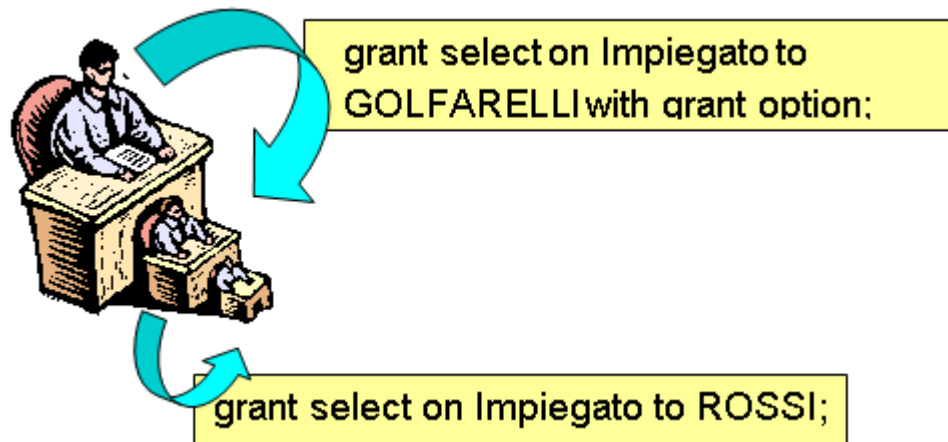 grant select on Impiegato to
GOLFARELLI with grant option;
grant select on Impiegato to ROSSI;